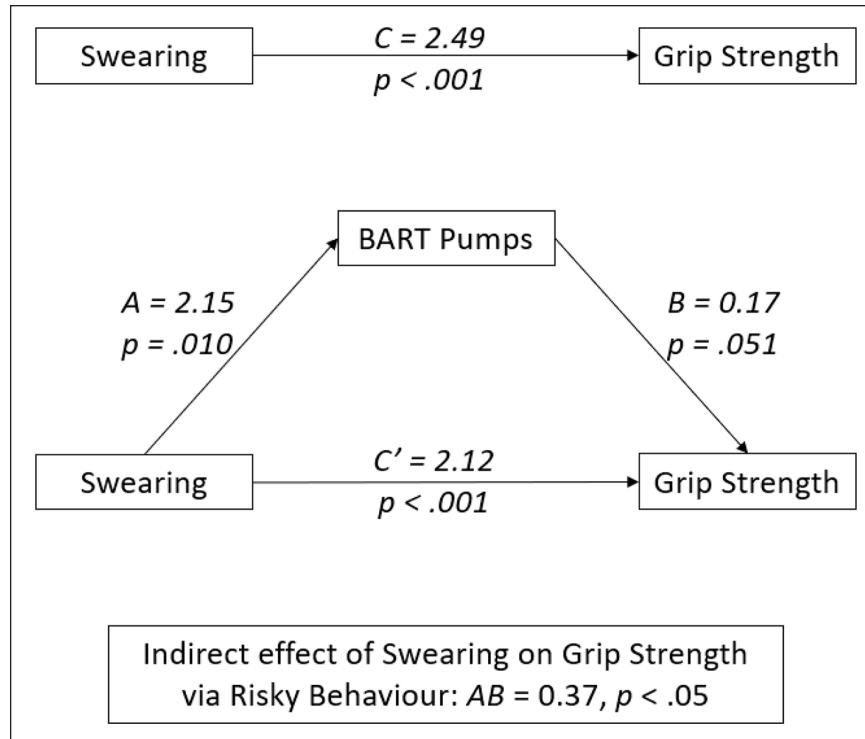 Swearing
C = 2.49
p < .001
Grip Strength
BART Pumps
A = 2.15
p = .010
B = 0.17
p = .051
Swearing
C’ = 2.12
p < .001
Grip Strength
Indirect effect of Swearing on Grip Strength
via Risky Behaviour: AB = 0.37, p < .05